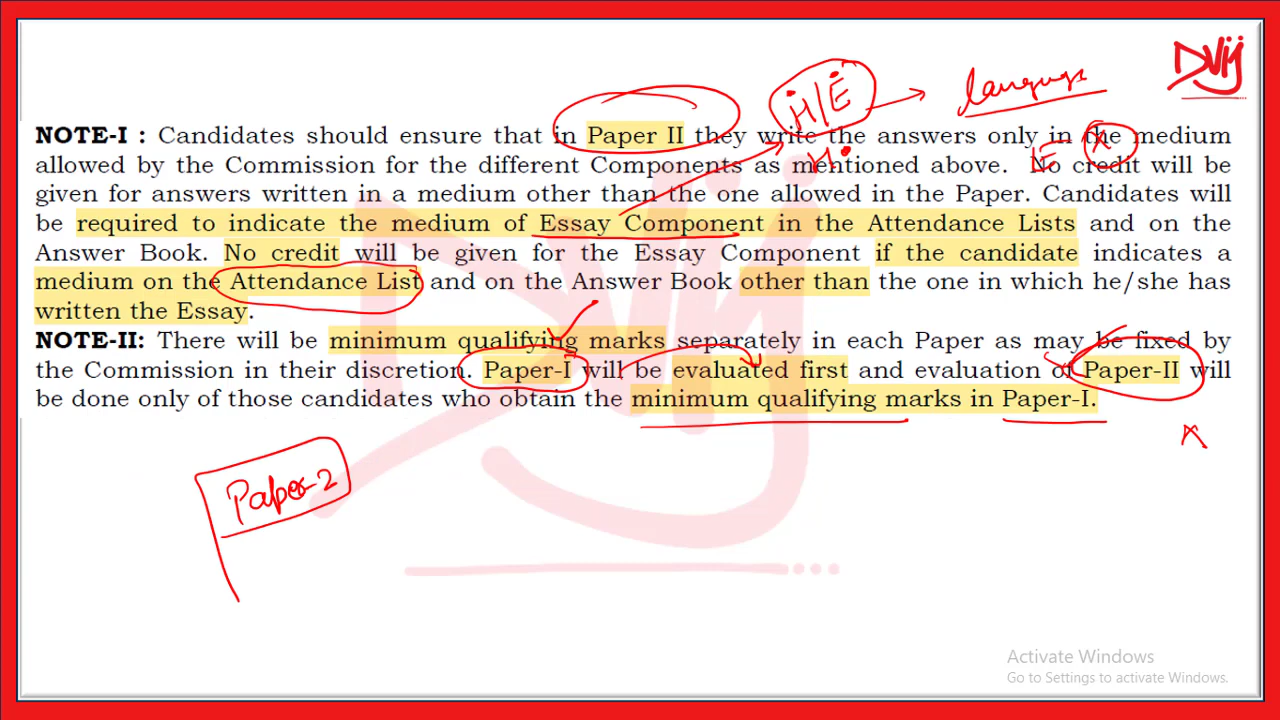 Dvij
H/E → language
NOTE-I : Candidates should ensure that in Paper II they write the answers only in the medium
H.
E
allowed by the Commission for the different Components as mentioned above. No credit will be
given for answers written in a medium other than the one allowed in the Paper. Candidates will
be required to indicate the medium of Essay Component in the Attendance Lists and on the
Answer Book. No credit will be given for the Essay Component if the candidate indicates a
medium on the Attendance List and on the Answer Book other than the one in which he/she has
written the Essay.
NOTE-II: There will be minimum qualifying marks separately in each Paper as may be fixed by
the Commission in their discretion. Paper-I will be evaluated first and evaluation of Paper-II will
be done only of those candidates who obtain the minimum qualifying marks in Paper-I.
Paper-2
Activate Windows
Go to Settings to activate Windows.